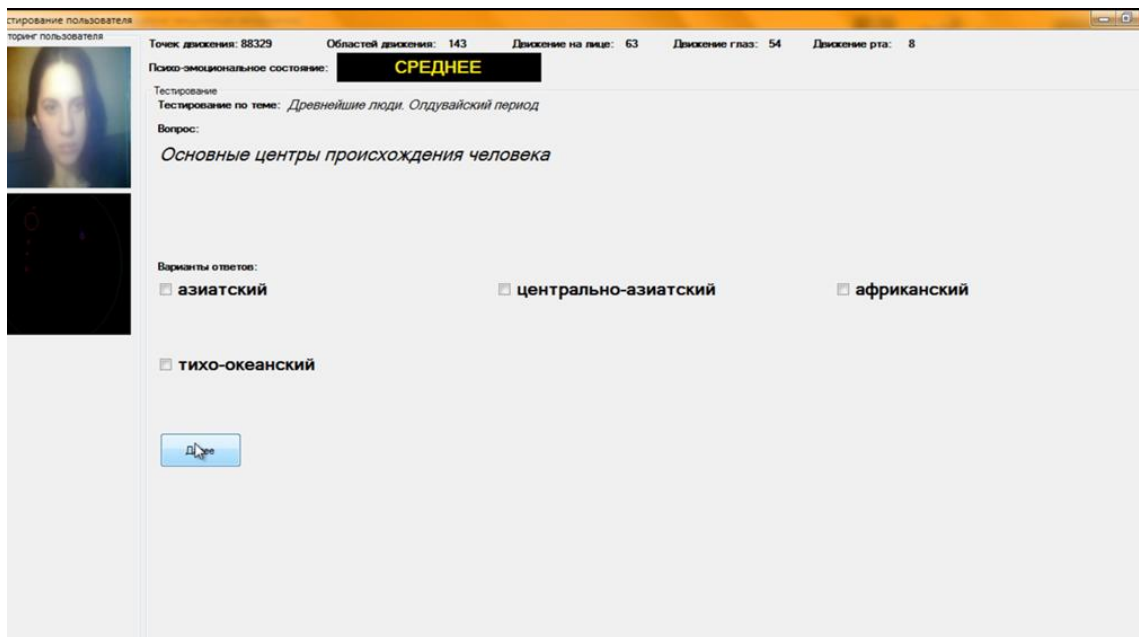 стирование пользователя
торинг пользователя
Точек движения: 88329 Областей движения: 143 Движение на лице: 63 Движение глаз: 54 Движение рта: 8
Психо-эмоциональное состояние: СРЕДНЕЕ
Тестирование
Тестирование по теме: Древнейшие люди. Олдувайский период
Вопрос:
Основные центры происхождения человека
Варианты ответов:
азиатский центрально-азиатский африканский
тихо-океанский